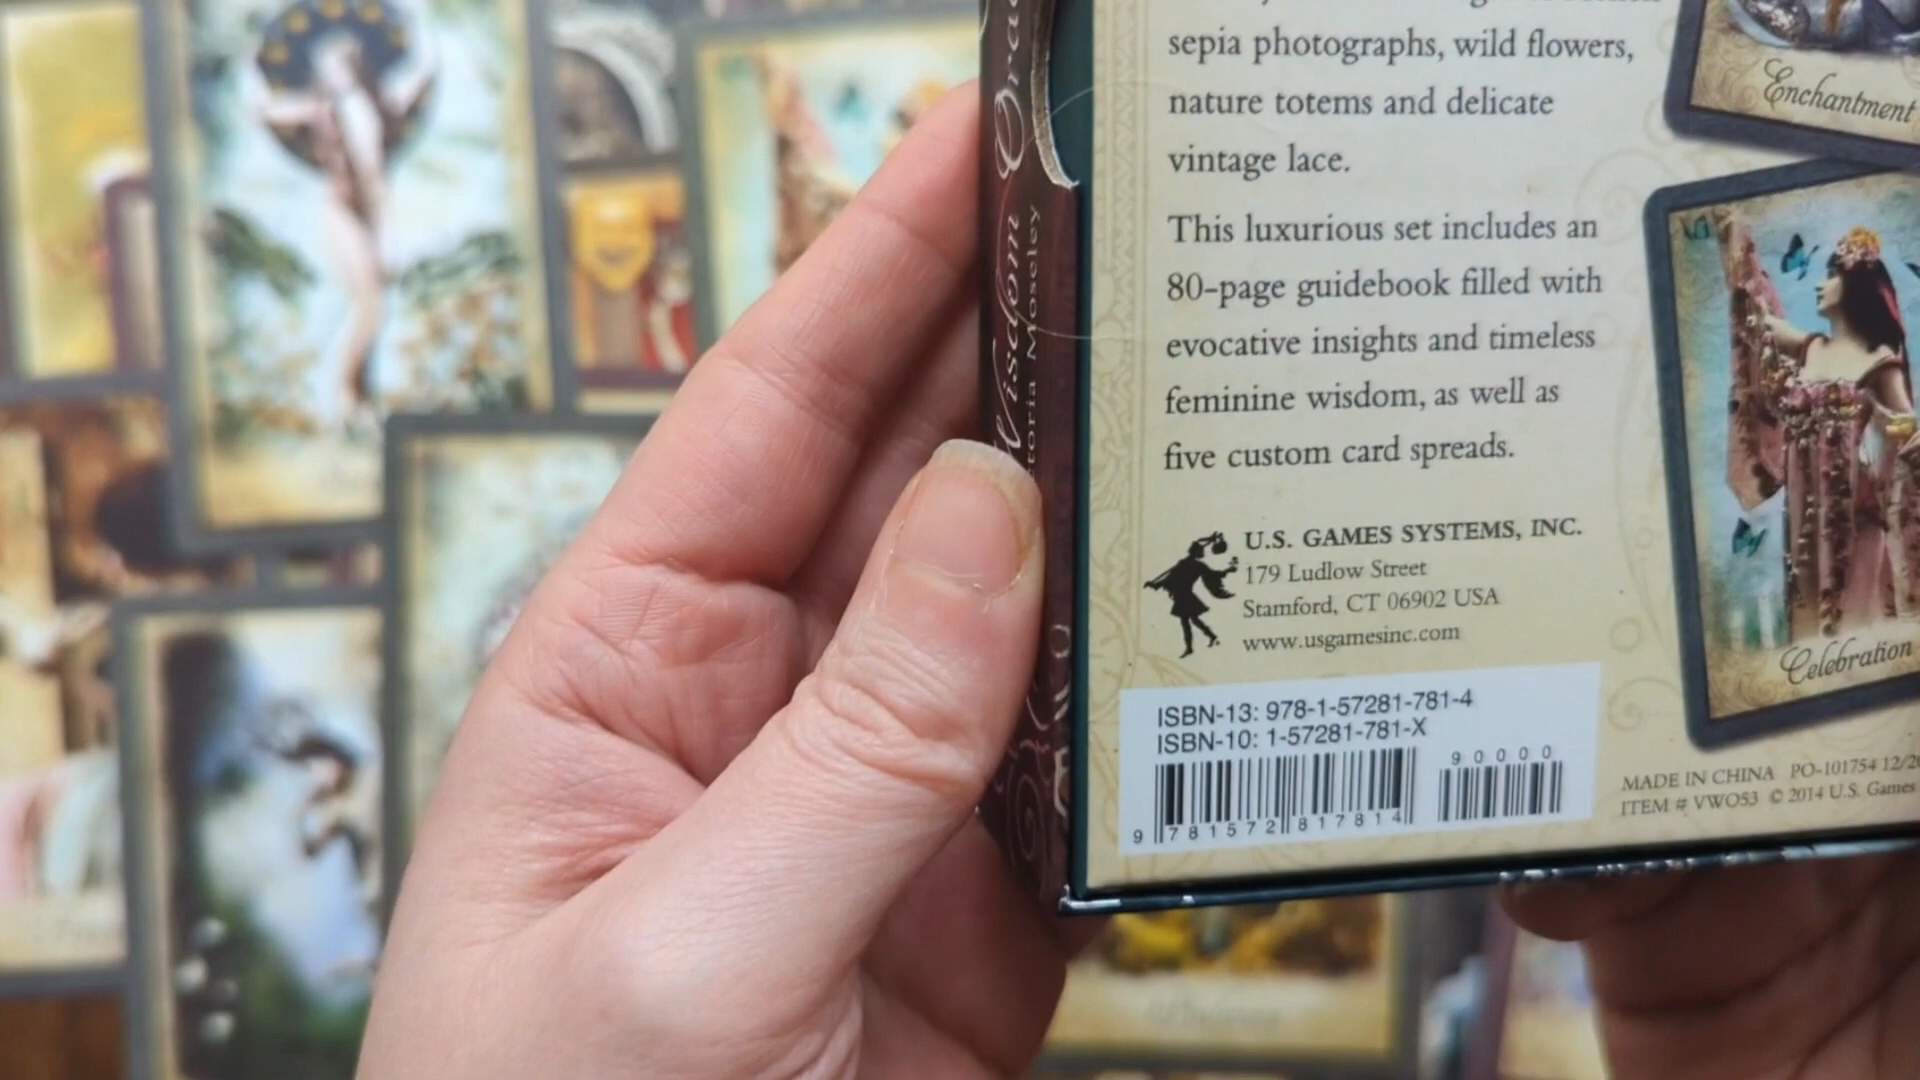 sepia photographs, wild flowers,
nature totems and delicate
vintage lace.
This luxurious set includes an
80-page guidebook filled with
evocative insights and timeless
feminine wisdom, as well as
five custom card spreads.
U.S. GAMES SYSTEMS, INC.
179 Ludlow Street
Stamford, CT 06902 USA
www.usgamesinc.com
ISBN-13: 978-1-57281-781-4
ISBN-10: 1-57281-781-X
90000
9 781572 817814
MADE IN CHINA PO-101754 12/20
ITEM # VWO53 © 2014 U.S. Games
Enchantment
Celebration
Wisdom
Moseley